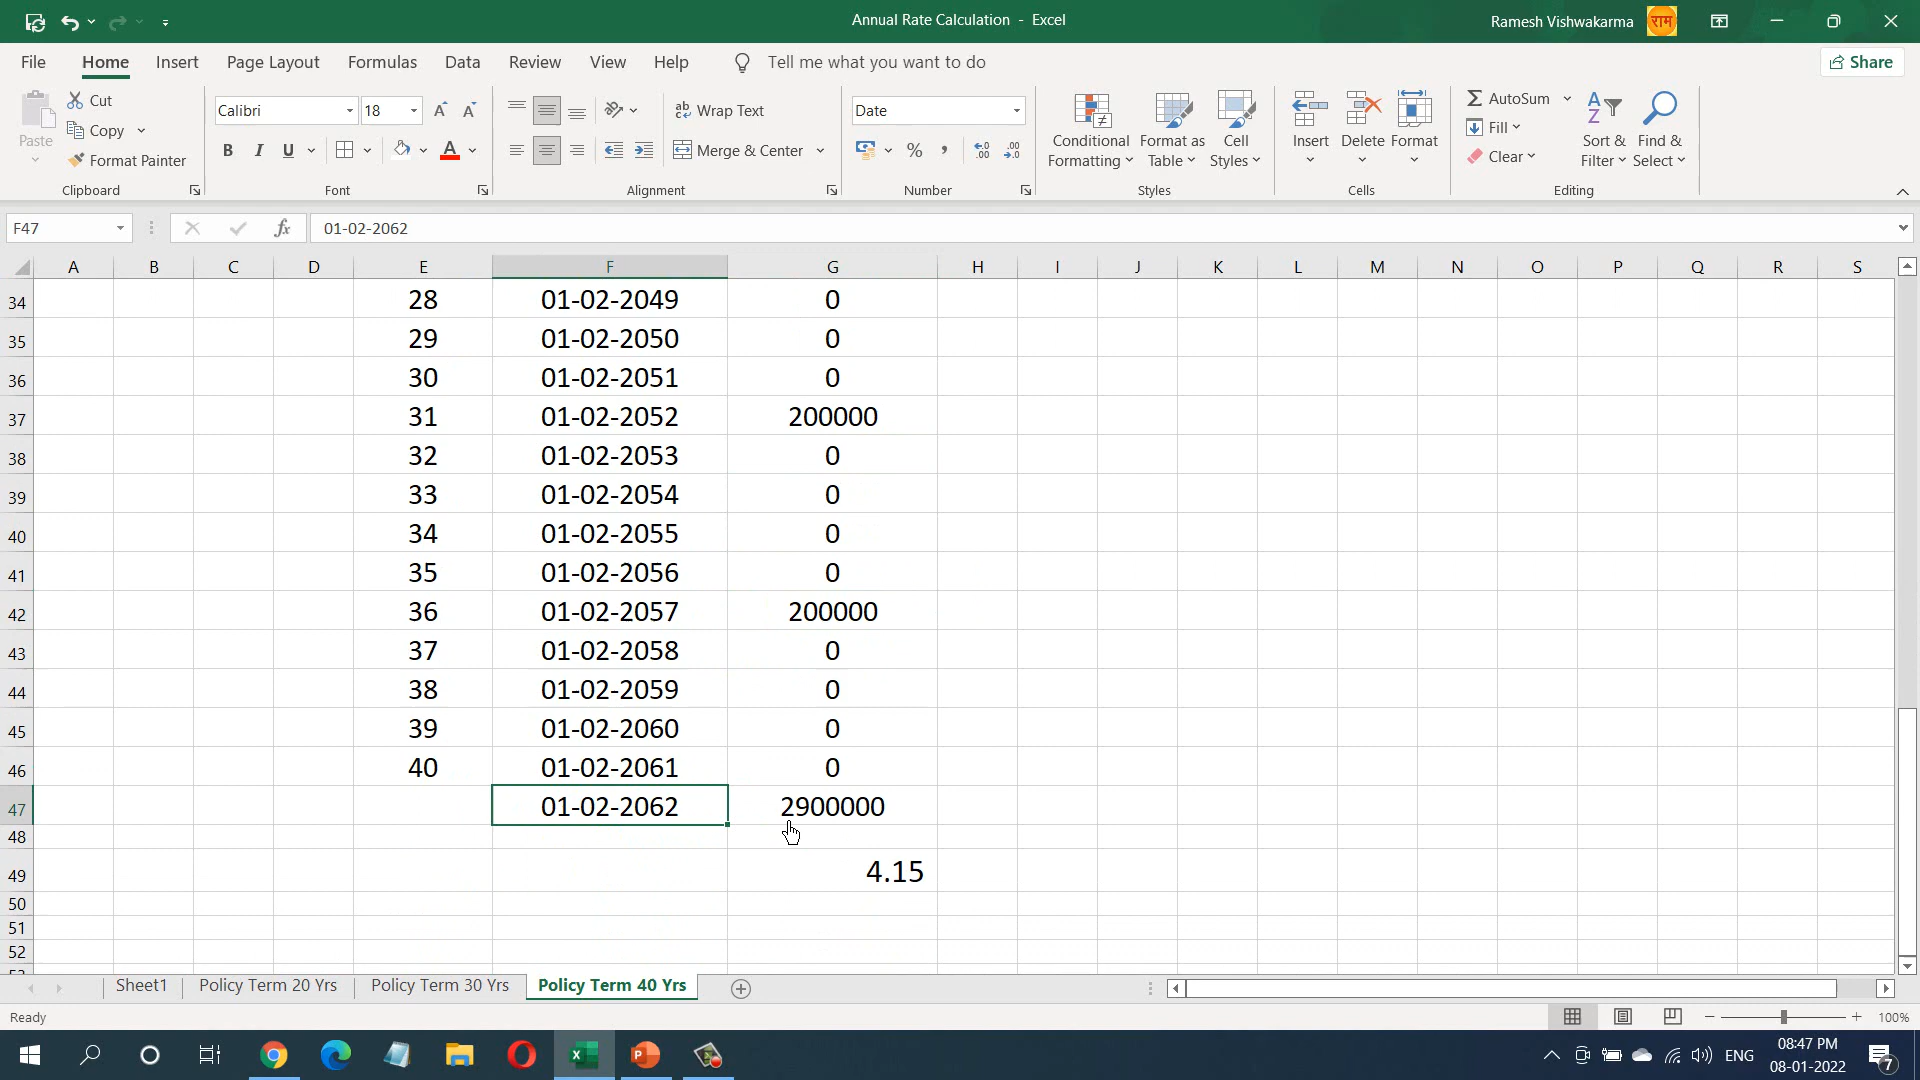 Annual Rate Calculation - Excel
Ramesh Vishwakarma
राम
File Home Insert Page Layout Formulas Data Review View Help Tell me what you want to do
Share
Paste
Cut
Copy
Format Painter
Clipboard
Calibri 18
A A
B I U A
Font
ab Wrap Text
Merge & Center
Alignment
Date
% ,
Number
Conditional Formatting
Format as Table
Cell Styles
Styles
Insert Delete Format
Cells
AutoSum
Fill
Clear
Sort & Filter
Find & Select
Editing
F47 fx 01-02-2062
A B C D E F G H I J K L M N O P Q R S
34 28 01-02-2049 0
35 29 01-02-2050 0
36 30 01-02-2051 0
37 31 01-02-2052 200000
38 32 01-02-2053 0
39 33 01-02-2054 0
40 34 01-02-2055 0
41 35 01-02-2056 0
42 36 01-02-2057 200000
43 37 01-02-2058 0
44 38 01-02-2059 0
45 39 01-02-2060 0
46 40 01-02-2061 0
47 01-02-2062 2900000
48
49 4.15
50
51
52
Sheet1 Policy Term 20 Yrs Policy Term 30 Yrs Policy Term 40 Yrs
Ready
100%
ENG
08:47 PM
08-01-2022
7